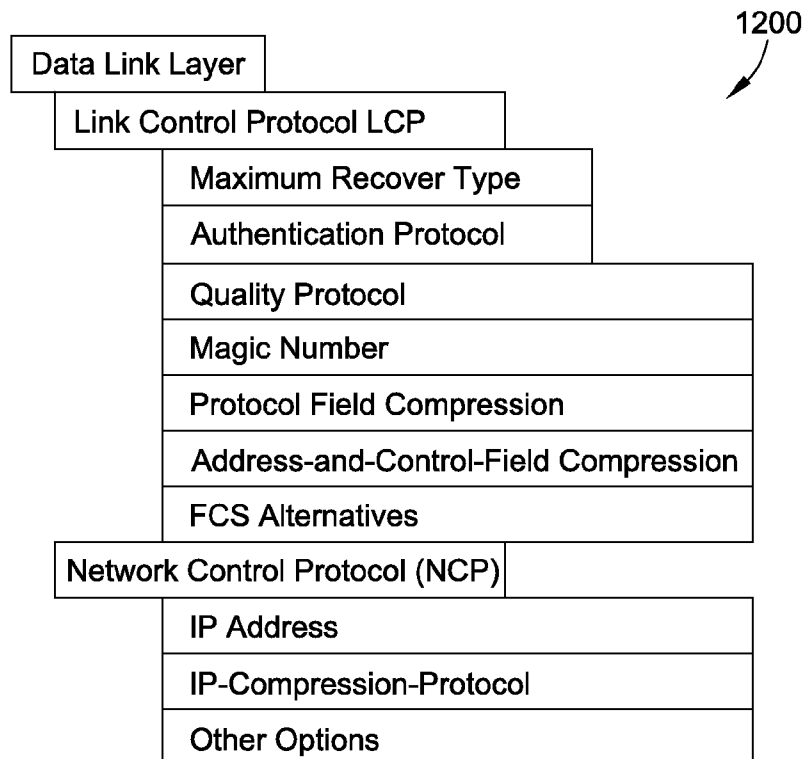 1200
Data Link Layer
Link Control Protocol LCP
Maximum Recover Type
Authentication Protocol
Quality Protocol
Magic Number
Protocol Field Compression
Address-and-Control-Field Compression
FCS Alternatives
Network Control Protocol (NCP)
IP Address
IP-Compression-Protocol
Other Options